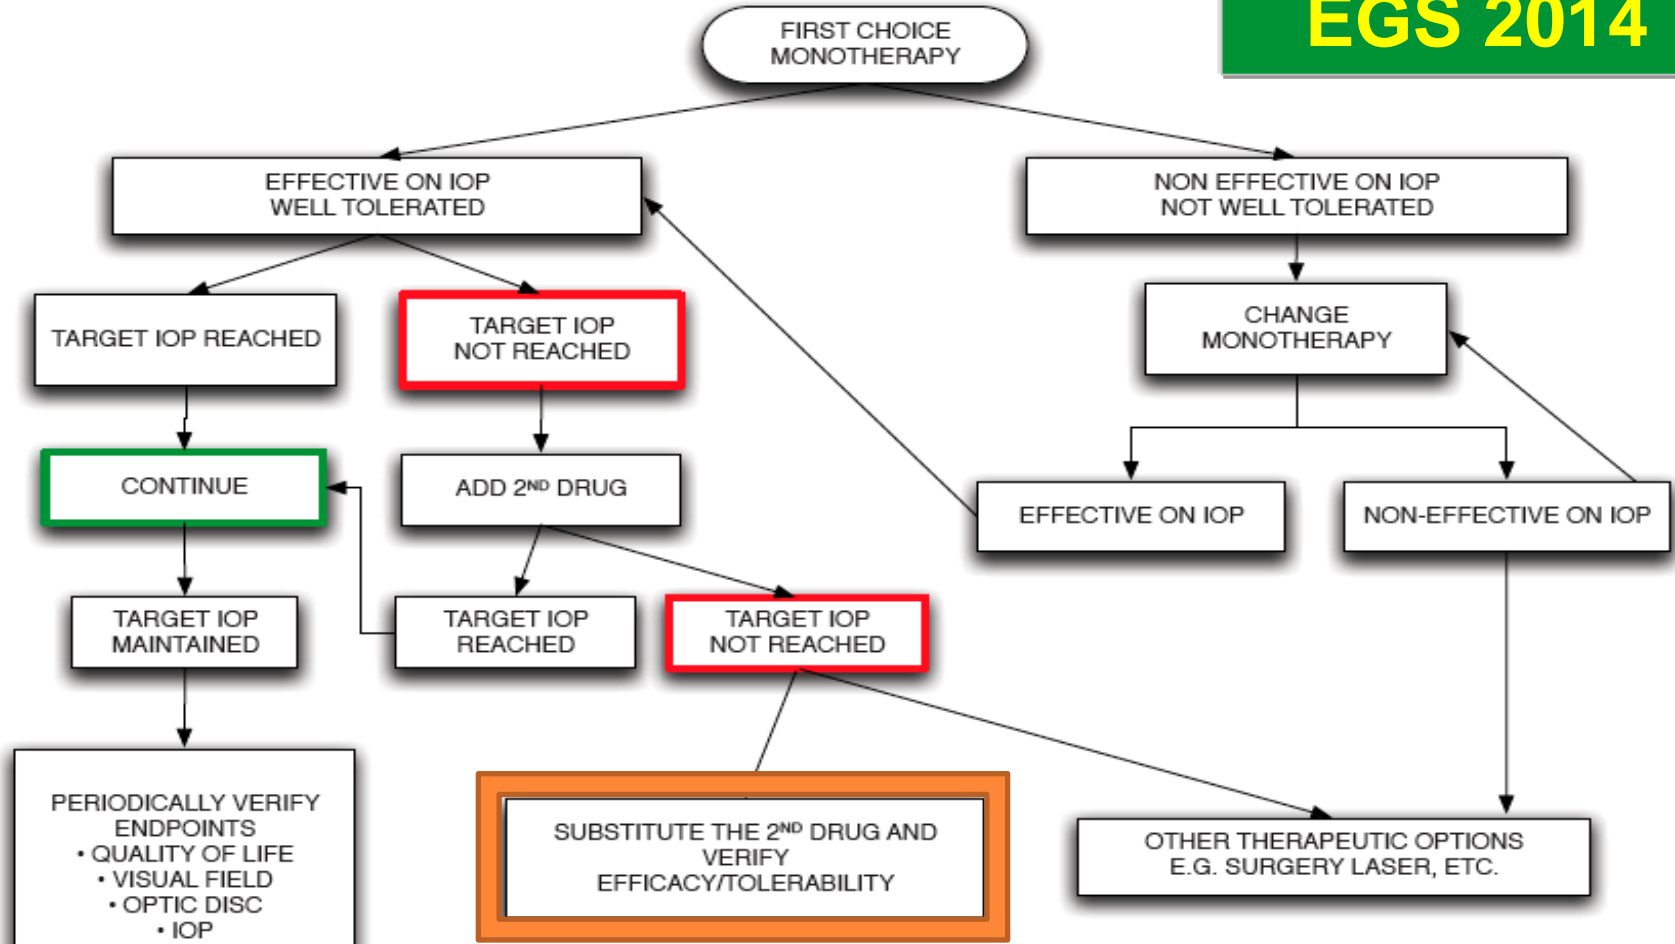 EGS 2014
FIRST CHOICE
MONOTHERAPY
EFFECTIVE ON IOP
WELL TOLERATED
NON EFFECTIVE ON IOP
NOT WELL TOLERATED
TARGET IOP REACHED
TARGET IOP
NOT REACHED
CHANGE
MONOTHERAPY
CONTINUE
ADD 2ND DRUG
EFFECTIVE ON IOP
NON-EFFECTIVE ON IOP
TARGET IOP
MAINTAINED
TARGET IOP
REACHED
TARGET IOP
NOT REACHED
PERIODICALLY VERIFY
ENDPOINTS
• QUALITY OF LIFE
• VISUAL FIELD
• OPTIC DISC
• IOP
SUBSTITUTE THE 2ND DRUG AND
VERIFY
EFFICACY/TOLERABILITY
OTHER THERAPEUTIC OPTIONS
E.G. SURGERY LASER, ETC.